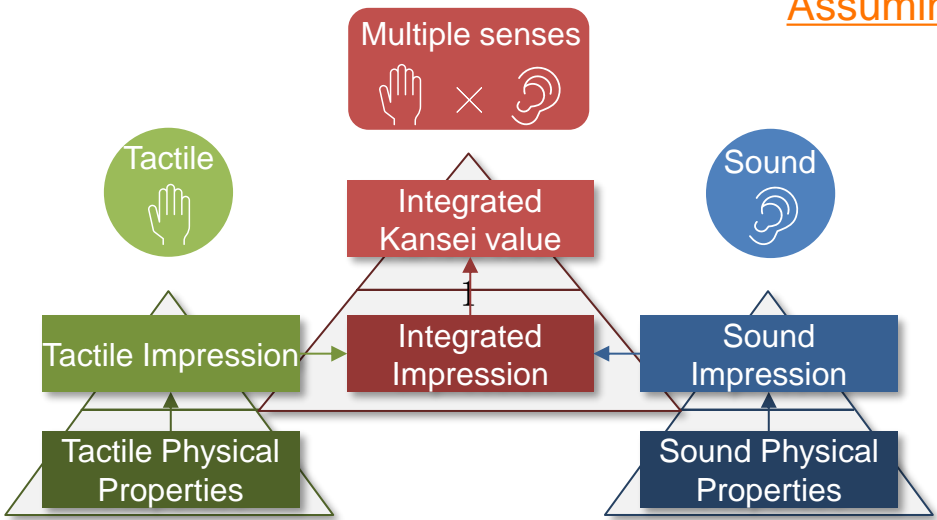 Assumin
Multiple senses
Tactile
Sound
Integrated
Kansei value
1
Tactile Impression
Integrated
Impression
Sound
Impression
Tactile Physical
Properties
Sound Physical
Properties